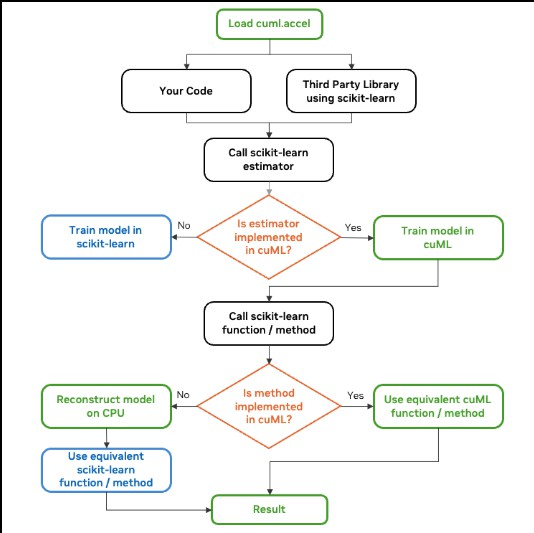 Load cuml.accel
Your Code
Third Party Library
using scikit-learn
Call scikit-learn
estimator
Is estimator
implemented
in cuML?
No
Yes
Train model in
scikit-learn
Train model in
cuML
Call scikit-learn
function / method
Is method
implemented
in cuML?
No
Yes
Reconstruct model
on CPU
Use equivalent cuML
function / method
Use equivalent
scikit-learn
function / method
Result